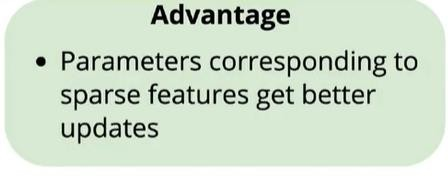 Advantage
• Parameters corresponding to
sparse features get better
updates